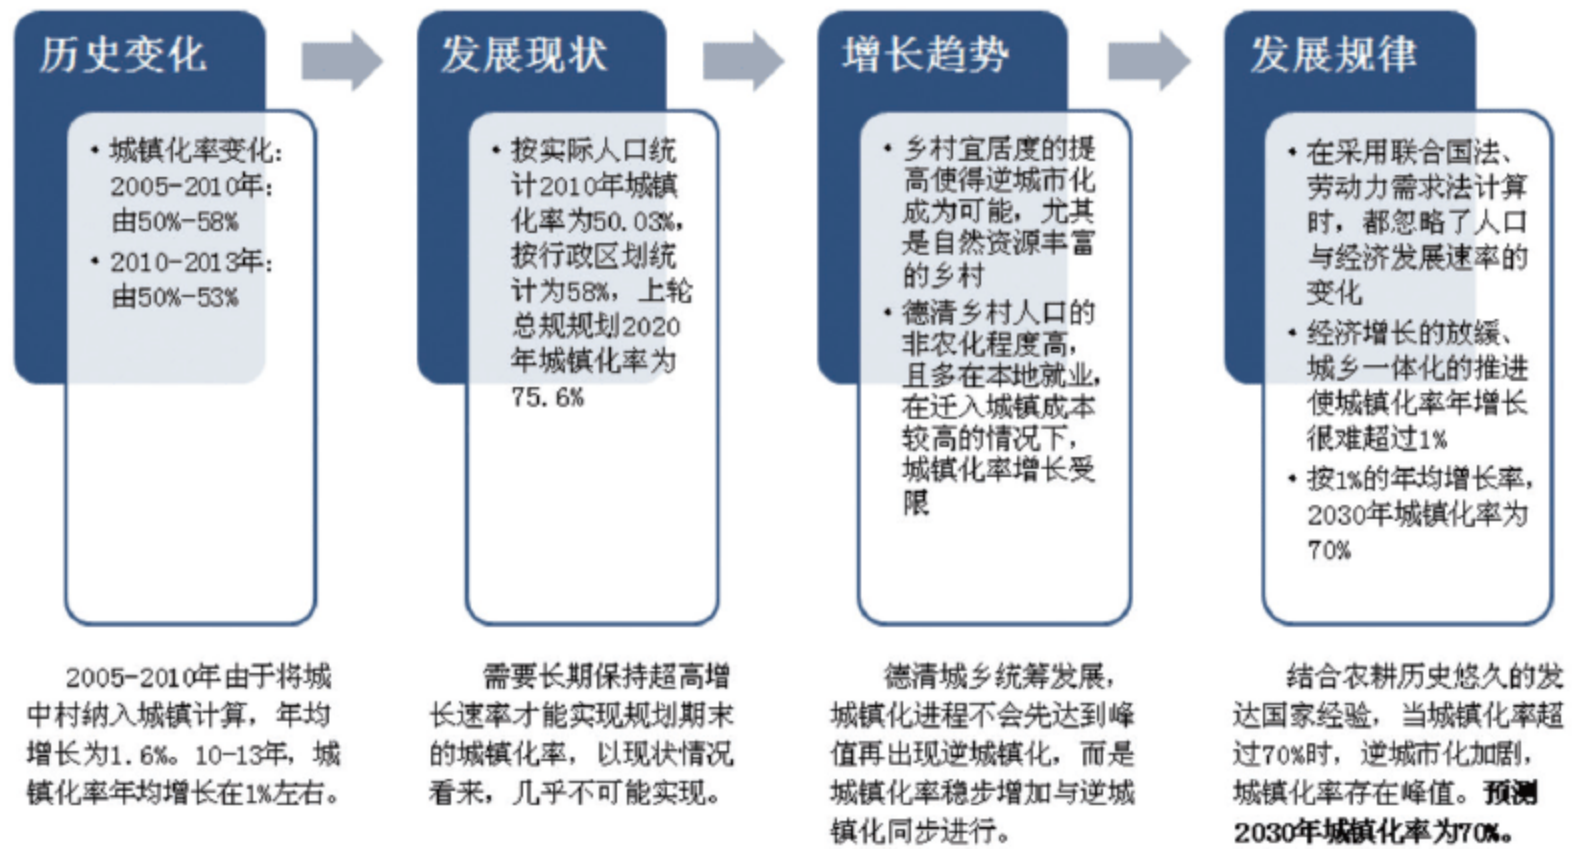 历史变化
• 城镇化率变化：
2005-2010年：
由50%-58%
• 2010-2013年：
由50%-53%
2005-2010年由于将城
中村纳入城镇计算，年均
增长为1.6%。10-13年，城
镇化率年均增长在1%左右。
发展现状
• 按实际人口统
计2010年城镇
化率为50.03%，
按行政区划统
计为58%，上轮
总规规划2020
年城镇化率为
75.6%
需要长期保持超高增
长速率才能实现规划期末
的城镇化率，以现状情况
看来，几乎不可能实现。
增长趋势
• 乡村宜居度的提
高使得逆城市化
成为可能，尤其
是自然资源丰富
的乡村
• 德清乡村人口的
非农化程度高，
且多在本地就业，
在迁入城镇成本
较高的情况下，
城镇化率增长受
限
德清城乡统筹发展，
城镇化进程不会先达到峰
值再出现逆城镇化，而是
城镇化率稳步增加与逆城
镇化同步进行。
发展规律
• 在采用联合国法、
劳动力需求法计算
时，都忽略了人口
与经济发展速率的
变化
• 经济增长的放缓、
城乡一体化的推进
使城镇化率年增长
很难超过1%
• 按1%的年均增长率，
2030年城镇化率为
70%
结合农耕历史悠久的发
达国家经验，当城镇化率超
过70%时，逆城市化加剧，
城镇化率存在峰值。预测
2030年城镇化率为70%。